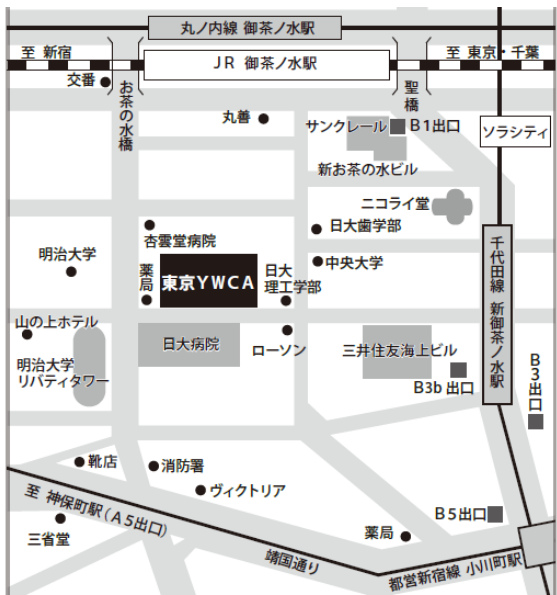 丸ノ内線 御茶ノ水駅
至 新宿
JR 御茶ノ水駅
至 東京・千葉
交番
お茶の水橋
聖橋
丸善
サンクレール
B1出口
ソラシティ
新お茶の水ビル
ニコライ堂
杏雲堂病院
日大歯学部
明治大学
薬局
東京YWCA
日大
理工学部
中央大学
千代田線 新御茶ノ水駅
山の上ホテル
日大病院
ローソン
三井住友海上ビル
明治大学
リバティタワー
B3b 出口
B3出口
靴店
消防署
ヴィクトリア
至 神保町駅(A5出口)
B5出口
三省堂
薬局
靖国通り
都営新宿線 小川町駅